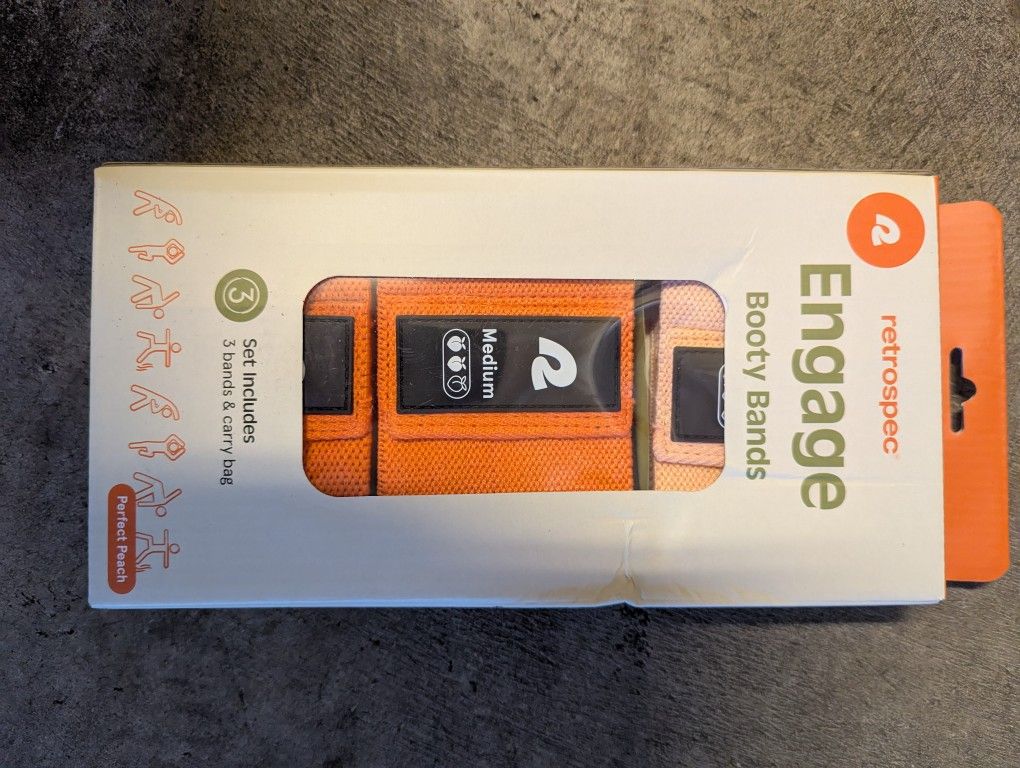 retrospec
Engage
Booty Bands
Medium
3
Set Includes
3 bands & carry bag
Perfect Peach